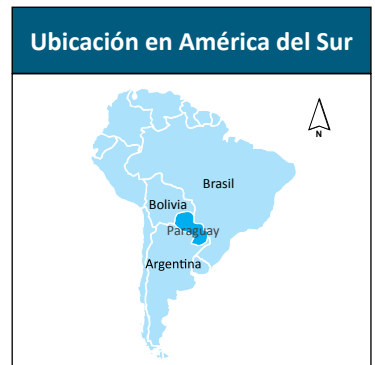 Ubicación en América del Sur
N
Brasil
Bolivia
Paraguay
Argentina